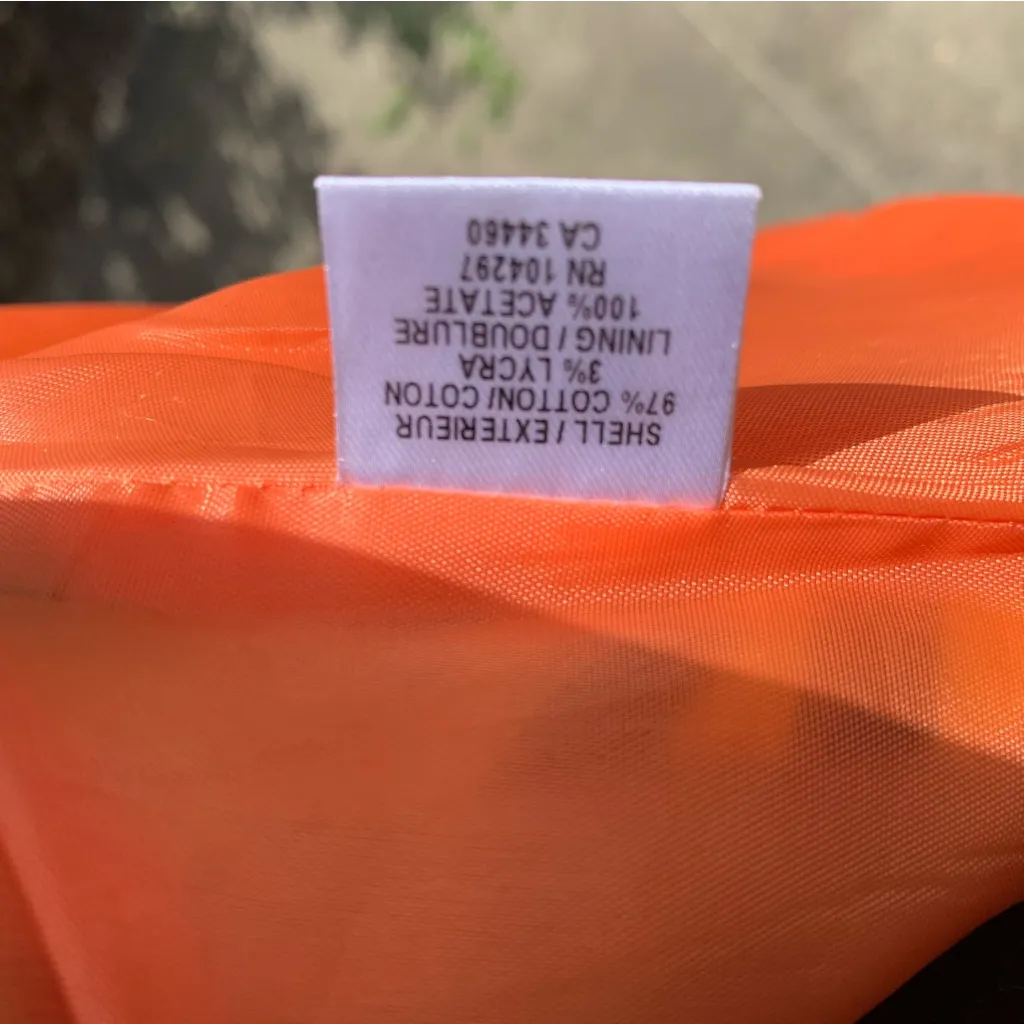 SHELL / EXTERIEUR
97% COTTON/ COTON
3% LYCRA
LINING / DOUBLURE
100% ACETATE
RN 104297
CA 34460